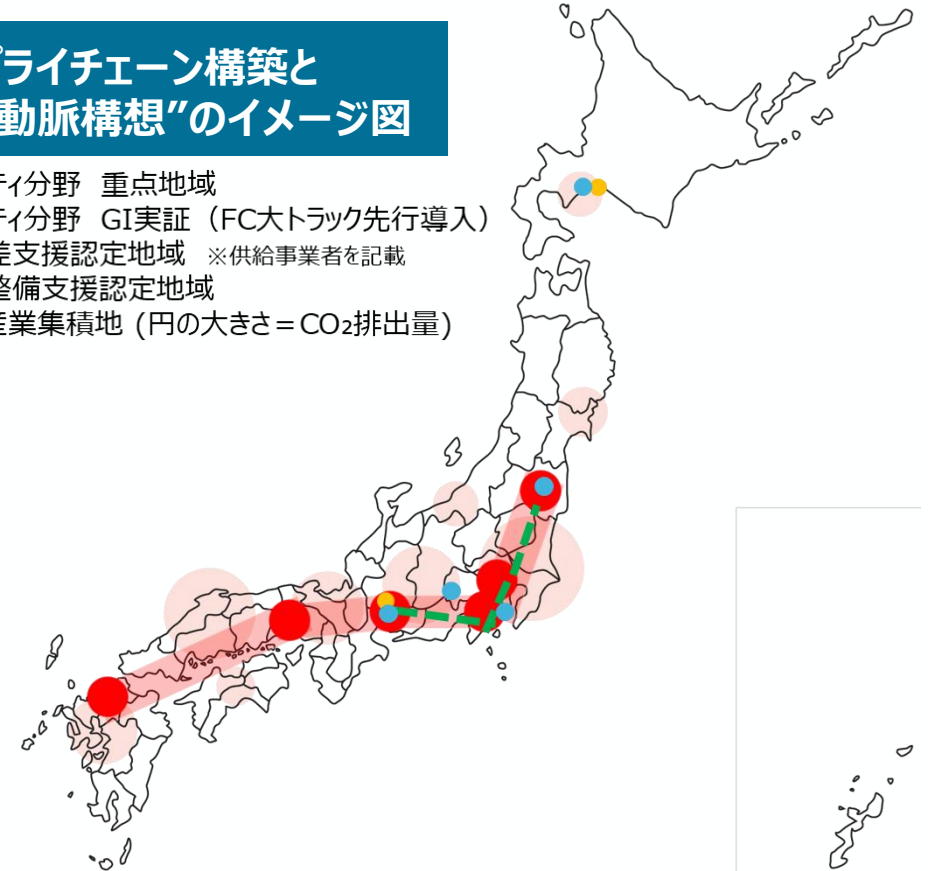 プライチェーン構築と
動脈構想”のイメージ図
ティ分野 重点地域
ティ分野 GI実証（FC大トラック先行導入）
差支援認定地域 ※供給事業者を記載
整備支援認定地域
産業集積地 (円の大きさ＝CO₂排出量)